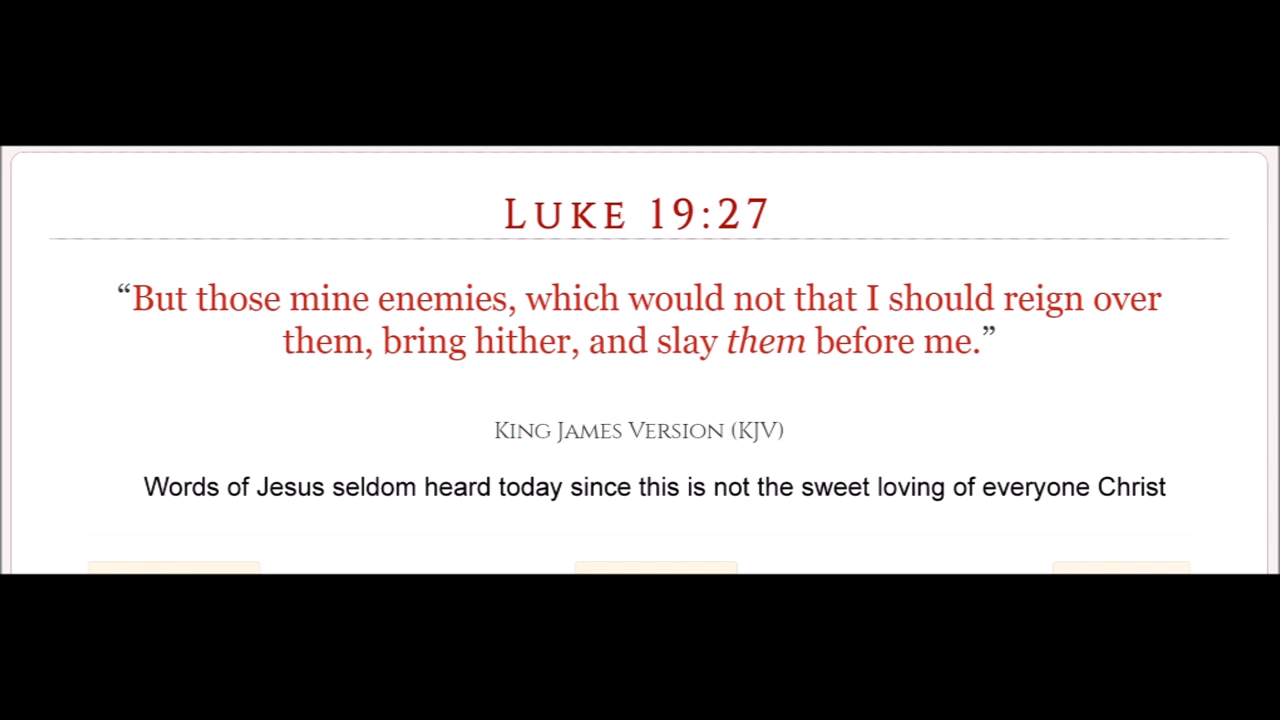 Luke 19:27
“But those mine enemies, which would not that I should reign over
them, bring hither, and slay them before me.”
King James Version (KJV)
Words of Jesus seldom heard today since this is not the sweet loving of everyone Christ